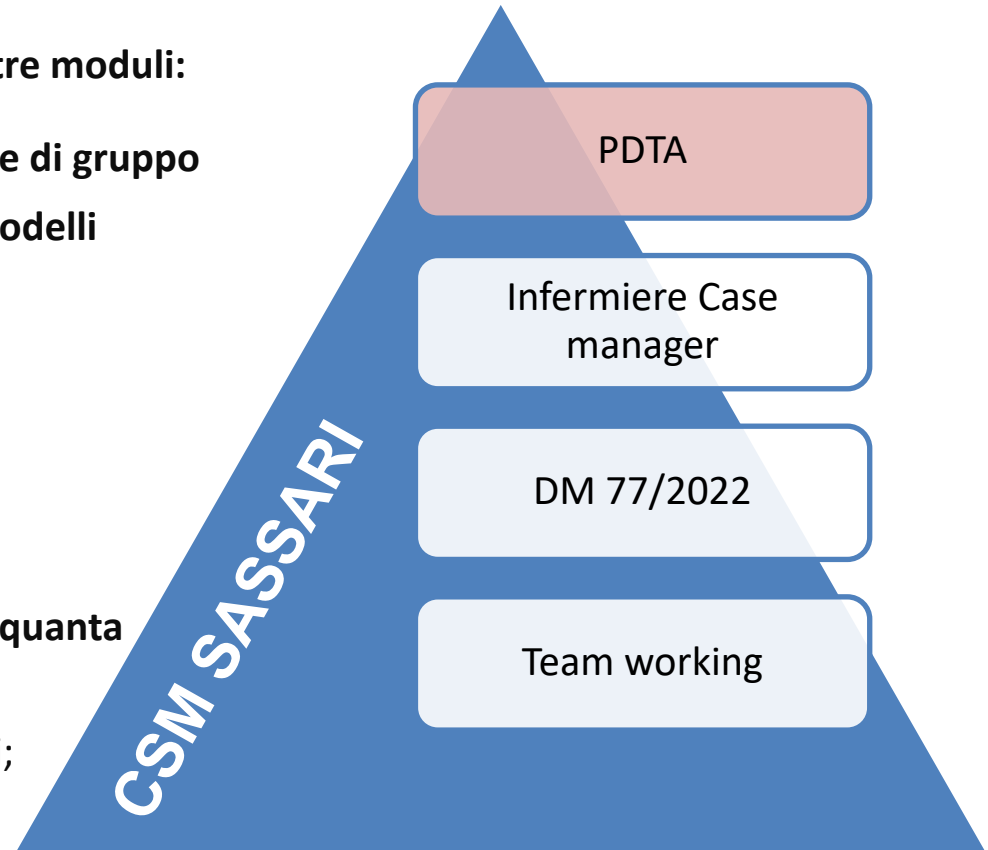 tre moduli:
e di gruppo
odelli
quanta
;
PDTA
Infermiere Case
manager
DM 77/2022
Team working
CSM SASSARI